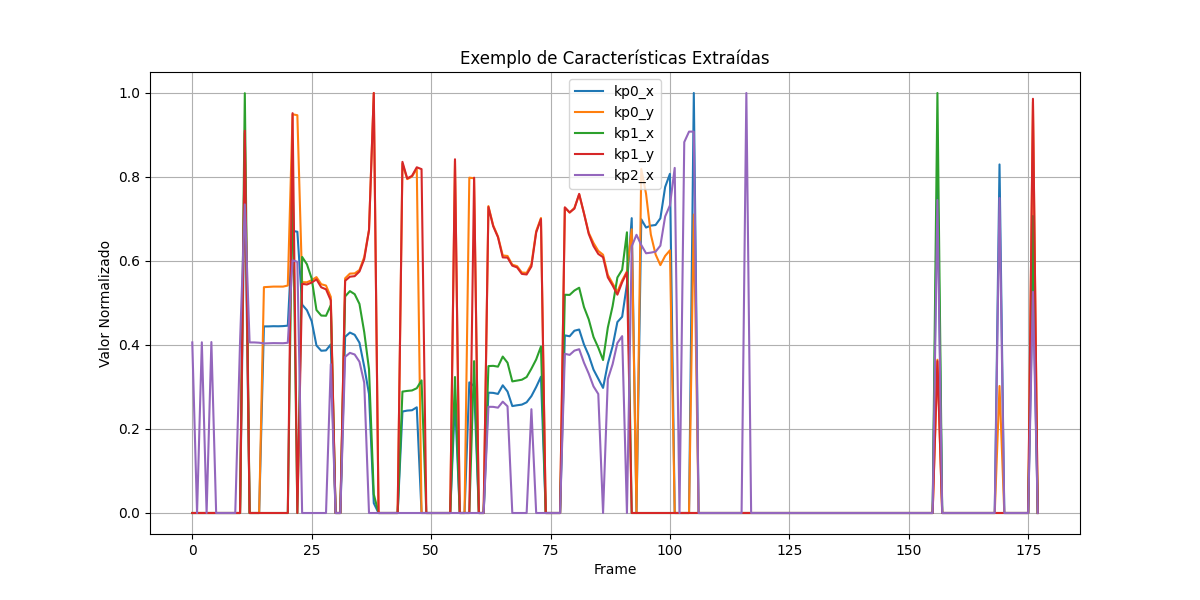 Exemplo de Características Extraídas
kp0_x
kp0_y
kp1_x
kp1_y
kp2_x
Valor Normalizado
1.0
0.8
0.6
0.4
0.2
0.0
0 25 50 75 100 125 150 175
Frame